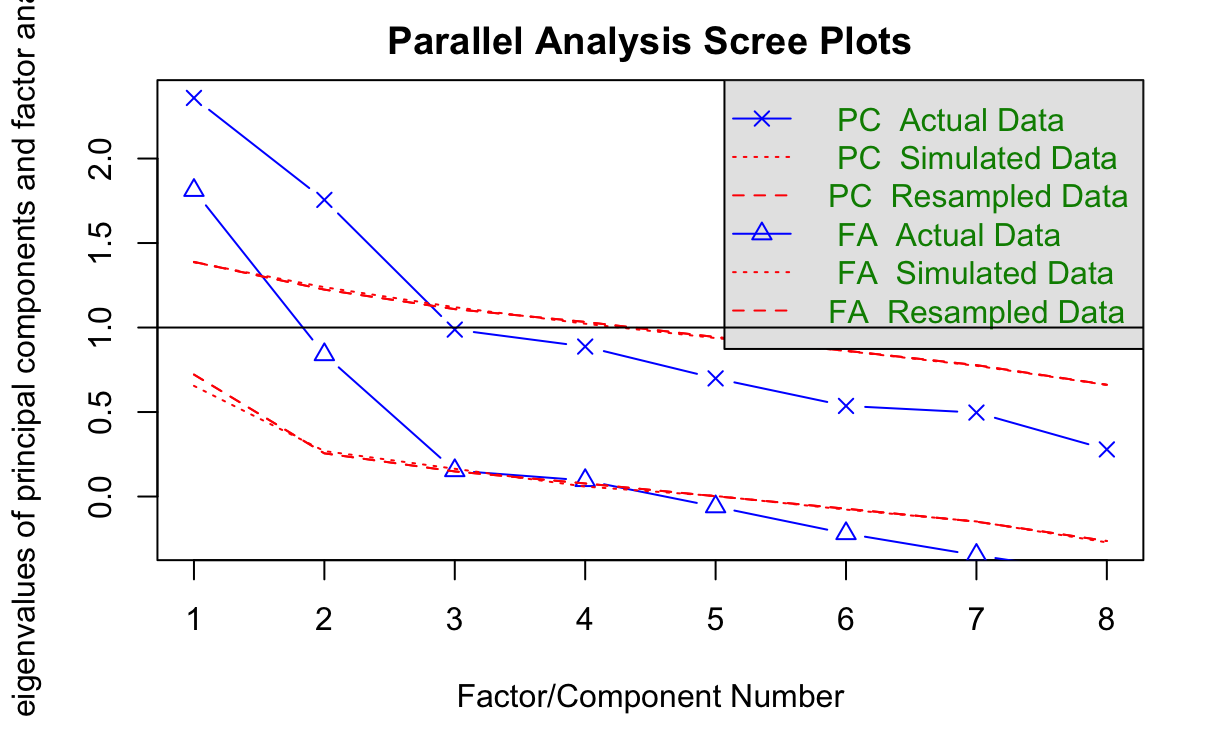 Parallel Analysis Scree Plots
eigenvalues of principal components and factor
2.0
1.5
1.0
0.5
0.0
PC Actual Data
PC Simulated Data
PC Resampled Data
FA Actual Data
FA Simulated Data
FA Resampled Data
1 2 3 4 5 6 7 8
Factor/Component Number